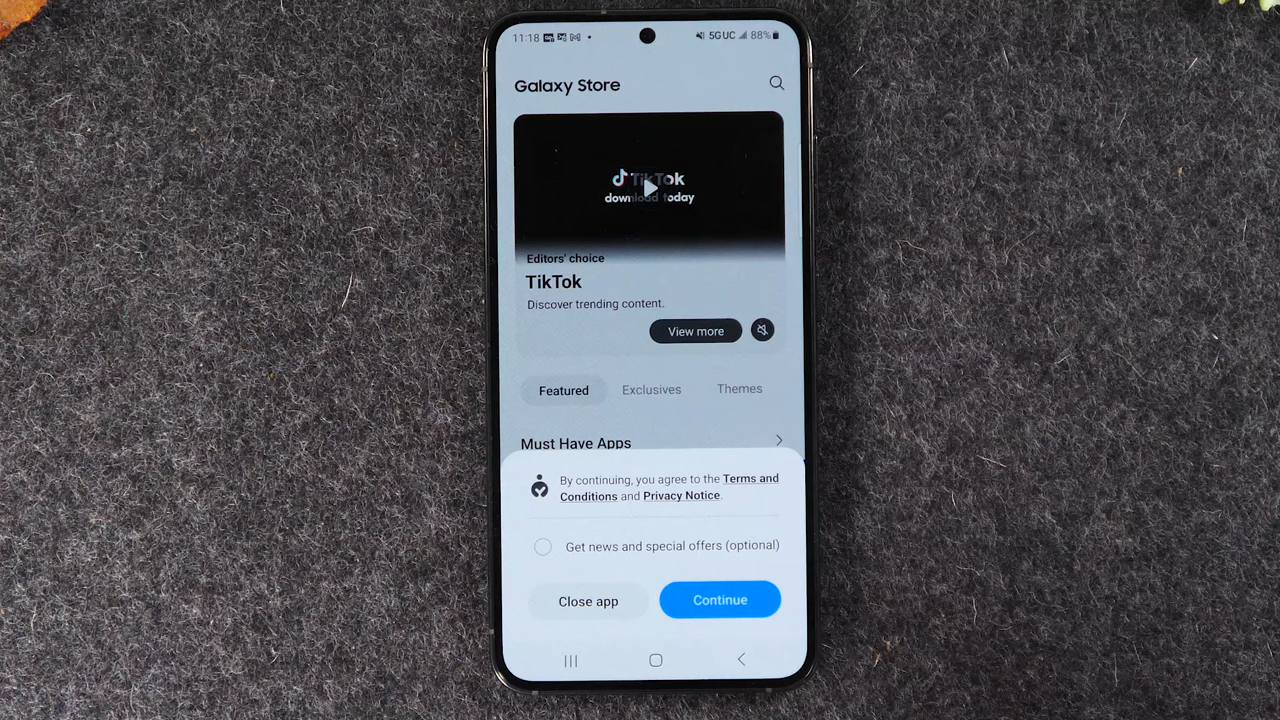 11:18
5G UC 88%
Galaxy Store
TikTok
download today
Editors' choice
TikTok
Discover trending content.
View more
Featured Exclusives Themes
Must Have Apps
By continuing, you agree to the Terms and
Conditions and Privacy Notice.
Get news and special offers (optional)
Close app Continue